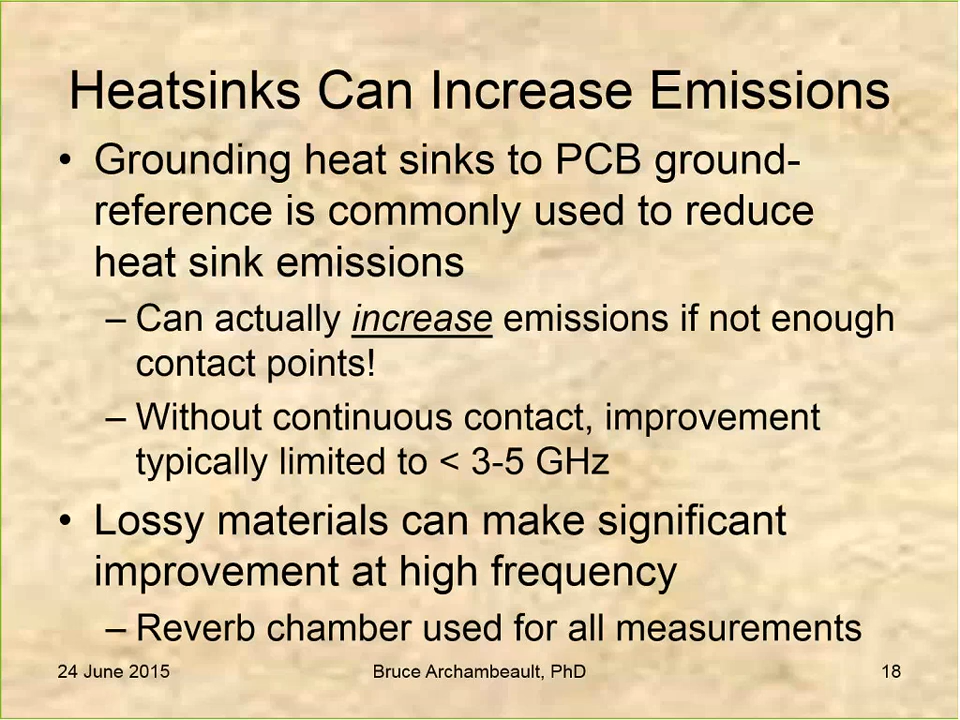 Heatsinks Can Increase Emissions
• Grounding heat sinks to PCB ground-
reference is commonly used to reduce
heat sink emissions
– Can actually increase emissions if not enough
contact points!
– Without continuous contact, improvement
typically limited to < 3-5 GHz
• Lossy materials can make significant
improvement at high frequency
– Reverb chamber used for all measurements
24 June 2015 Bruce Archambeault, PhD 18